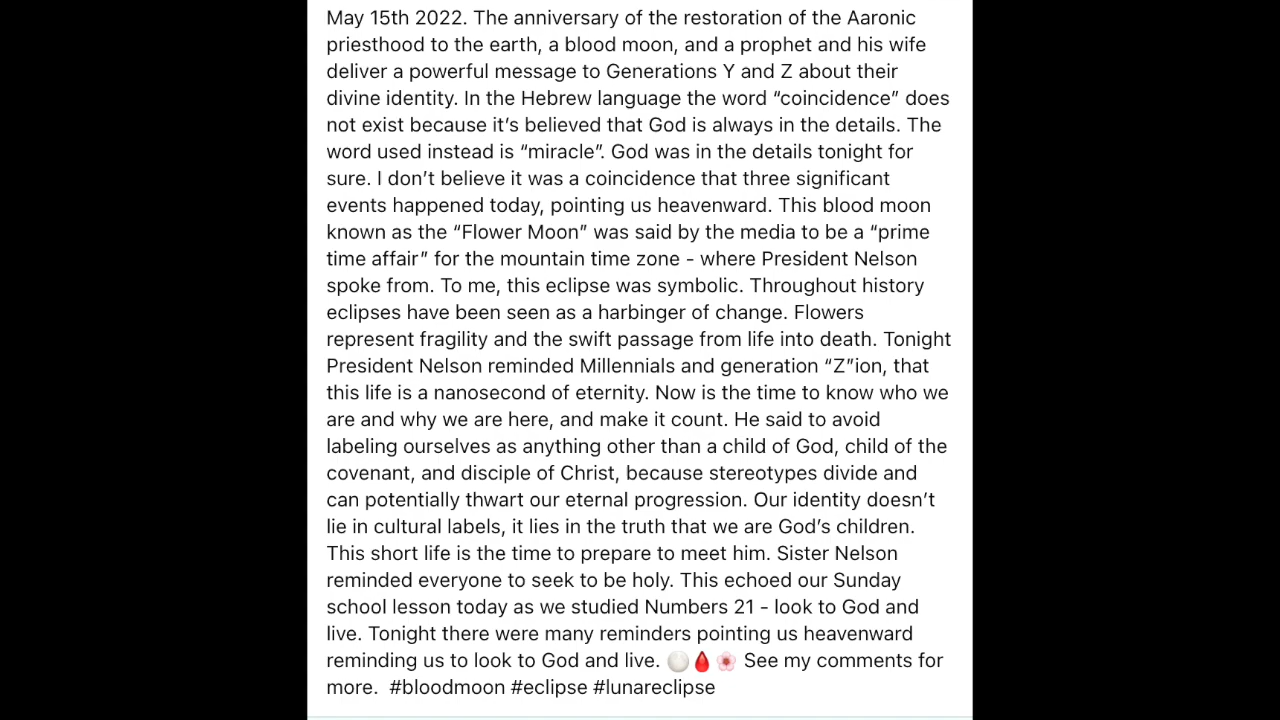 May 15th 2022. The anniversary of the restoration of the Aaronic
priesthood to the earth, a blood moon, and a prophet and his wife
deliver a powerful message to Generations Y and Z about their
divine identity. In the Hebrew language the word “coincidence” does
not exist because it’s believed that God is always in the details. The
word used instead is “miracle”. God was in the details tonight for
sure. I don’t believe it was a coincidence that three significant
events happened today, pointing us heavenward. This blood moon
known as the “Flower Moon” was said by the media to be a “prime
time affair” for the mountain time zone - where President Nelson
spoke from. To me, this eclipse was symbolic. Throughout history
eclipses have been seen as a harbinger of change. Flowers
represent fragility and the swift passage from life into death. Tonight
President Nelson reminded Millennials and generation “Z”ion, that
this life is a nanosecond of eternity. Now is the time to know who we
are and why we are here, and make it count. He said to avoid
labeling ourselves as anything other than a child of God, child of the
covenant, and disciple of Christ, because stereotypes divide and
can potentially thwart our eternal progression. Our identity doesn’t
lie in cultural labels, it lies in the truth that we are God’s children.
This short life is the time to prepare to meet him. Sister Nelson
reminded everyone to seek to be holy. This echoed our Sunday
school lesson today as we studied Numbers 21 - look to God and
live. Tonight there were many reminders pointing us heavenward
reminding us to look to God and live. 🌕🩸🌸 See my comments for
more. #bloodmoon #eclipse #lunareclipse